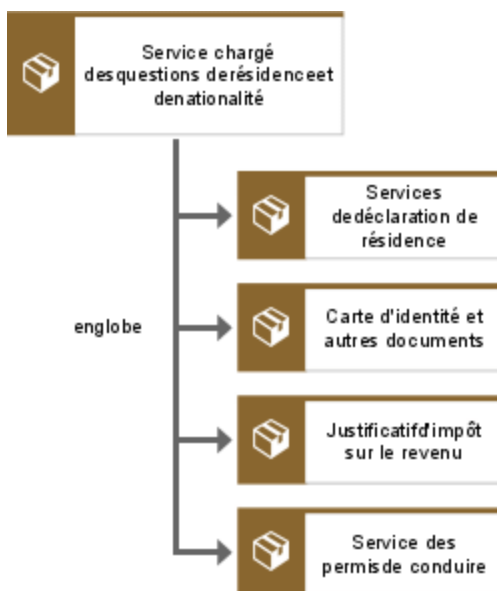 Service chargé
desquestions derésidenceet
denationalité
Services
dedéclaration de
résidence
englobe
Carte d'identité et
autres documents
Justificatifd'impôt
sur le revenu
Service des
permisde conduire